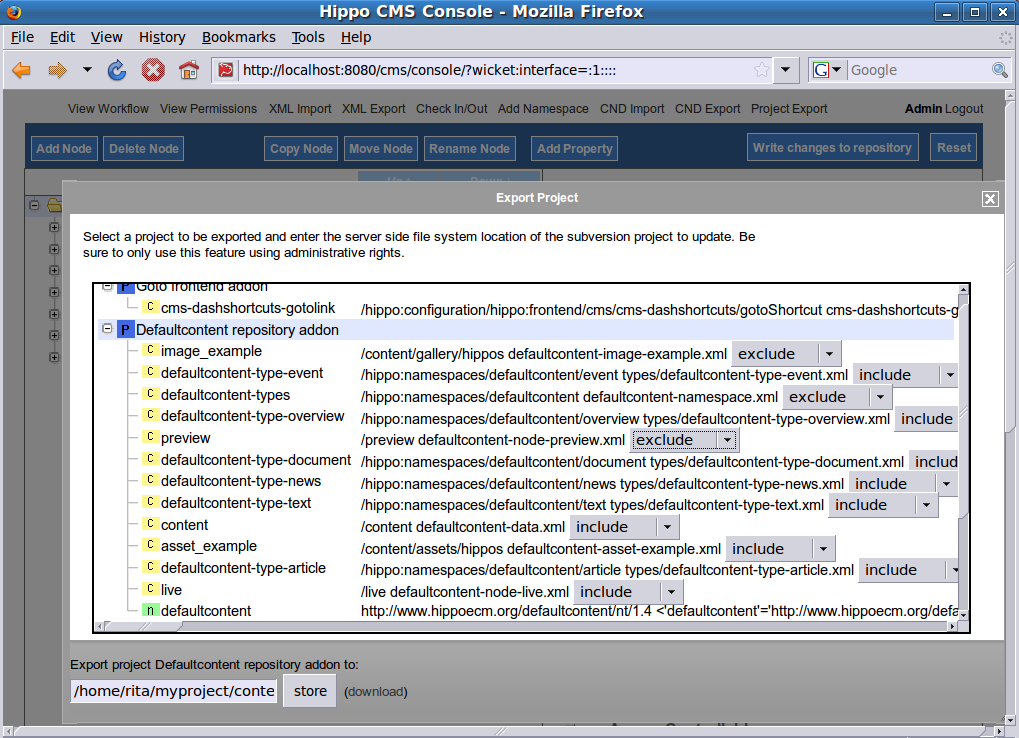 Hippo CMS Console - Mozilla Firefox
File Edit View History Bookmarks Tools Help
http://localhost:8080/cms/console/?wicket:interface=:1:::: G Google
View Workflow View Permissions XML Import XML Export Check In/Out Add Namespace CND Import CND Export Project Export Admin Logout
Add Node Delete Node Copy Node Move Node Rename Node Add Property Write changes to repository Reset
Export Project
Select a project to be exported and enter the server side file system location of the subversion project to update. Be
sure to only use this feature using administrative rights.
P Goto frontend addon
C cms-dashshortcuts-gotolink /hippo:configuration/hippo:frontend/cms/cms-dashshortcuts/gotoShortcut cms-dashshortcuts-g
P Defaultcontent repository addon
C image_example /content/gallery/hippos defaultcontent-image-example.xml exclude
C defaultcontent-type-event /hippo:namespaces/defaultcontent/event types/defaultcontent-type-event.xml include
C defaultcontent-types /hippo:namespaces/defaultcontent defaultcontent-namespace.xml exclude
C defaultcontent-type-overview /hippo:namespaces/defaultcontent/overview types/defaultcontent-type-overview.xml include
C preview /preview defaultcontent-node-preview.xml exclude
C defaultcontent-type-document /hippo:namespaces/defaultcontent/document types/defaultcontent-type-document.xml includ
C defaultcontent-type-news /hippo:namespaces/defaultcontent/news types/defaultcontent-type-news.xml include
C defaultcontent-type-text /hippo:namespaces/defaultcontent/text types/defaultcontent-type-text.xml include
C content /content defaultcontent-data.xml include
C asset_example /content/assets/hippos defaultcontent-asset-example.xml include
C defaultcontent-type-article /hippo:namespaces/defaultcontent/article types/defaultcontent-type-article.xml include
C live /live defaultcontent-node-live.xml include
n defaultcontent http://www.hippoecm.org/defaultcontent/nt/1.4 <'defaultcontent'='http://www.hippoecm.org/defa
Export project Defaultcontent repository addon to:
/home/rita/myproject/conte store (download)